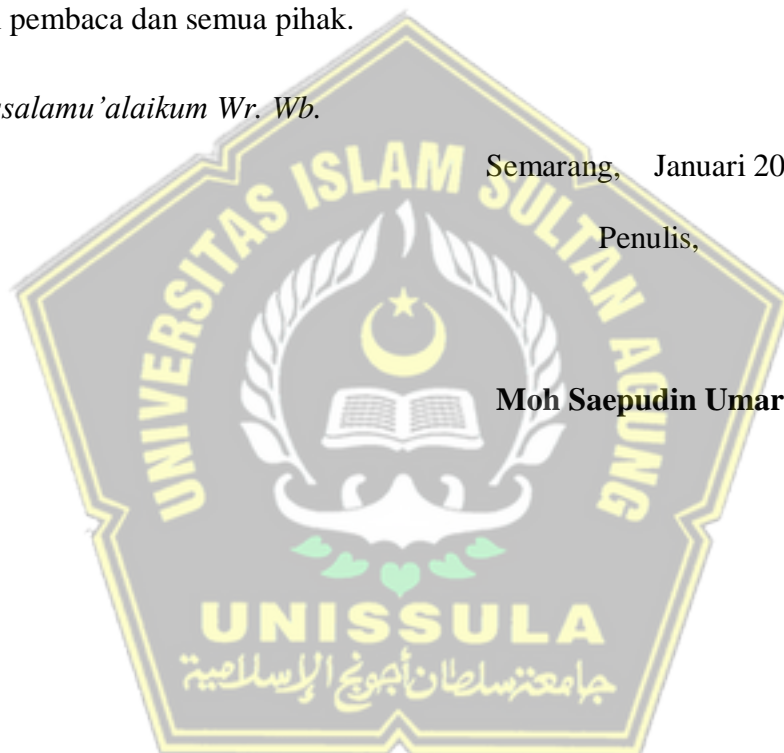 pembaca dan semua pihak.
salamu’alaikum Wr. Wb.
Semarang, Januari 20
Penulis,
Moh Saepudin Umar
UNIVERSITAS ISLAM SULTAN AGUNG
UNISSULA
جامعة سلطان أجونج الإسلامية